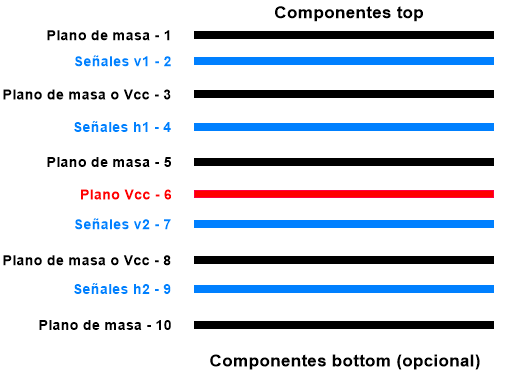 Componentes top
Plano de masa - 1
Señales v1 - 2
Plano de masa o Vcc - 3
Señales h1 - 4
Plano de masa - 5
Plano Vcc - 6
Señales v2 - 7
Plano de masa o Vcc - 8
Señales h2 - 9
Plano de masa - 10
Componentes bottom (opcional)